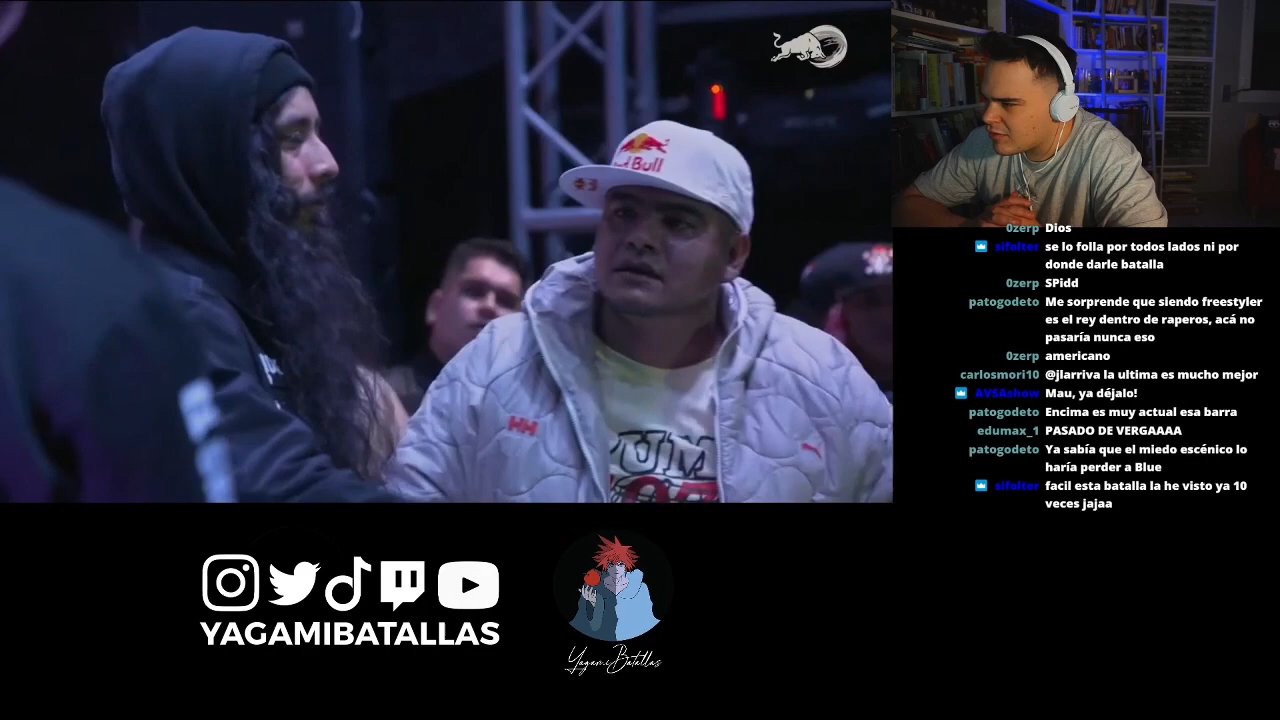 Red Bull
HH
PUMA
0zerp Dios
sifolter se lo folla por todos lados ni por
donde darle batalla
0zerp SPidd
patogodeto Me sorprende que siendo freestyler
es el rey dentro de raperos, acá no
pasaría nunca eso
0zerp americano
carlosmori10 @jlarriva la ultima es mucho mejor
AVSAshow Mau, ya déjalo!
patogodeto Encima es muy actual esa barra
edumax_1 PASADO DE VERGAAAA
patogodeto Ya sabía que el miedo escénico lo
haría perder a Blue
sifolter facil esta batalla la he visto ya 10
veces jajaa
YAGAMIBATALLAS
YagamiBatallas